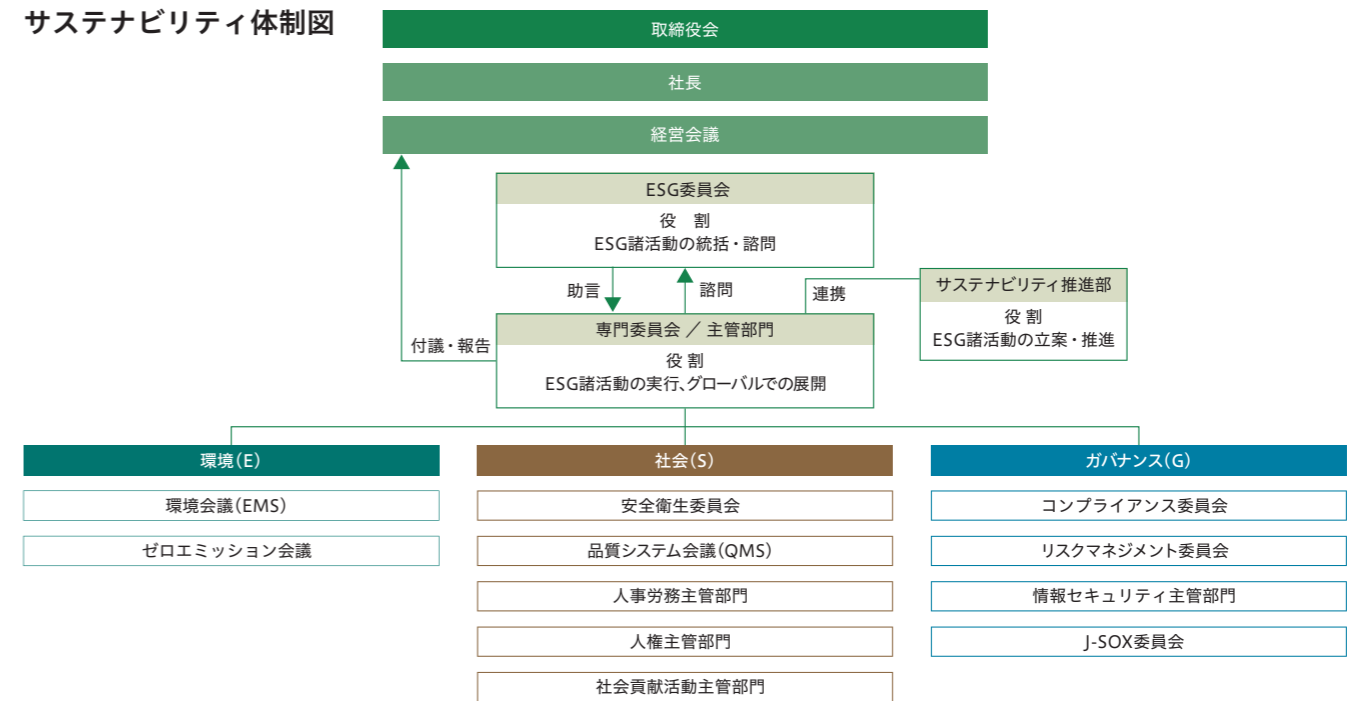 サステナビリティ体制図
取締役会
社長
経営会議
ESG委員会
役 割
ESG諸活動の統括・諮問
助言
諮問
連携
サステナビリティ推進部
役 割
ESG諸活動の立案・推進
付議・報告
専門委員会 ／ 主管部門
役 割
ESG諸活動の実行、グローバルでの展開
環境(E)
環境会議(EMS)
ゼロエミッション会議
社会(S)
安全衛生委員会
品質システム会議(QMS)
人事労務主管部門
人権主管部門
社会貢献活動主管部門
ガバナンス(G)
コンプライアンス委員会
リスクマネジメント委員会
情報セキュリティ主管部門
J-SOX委員会